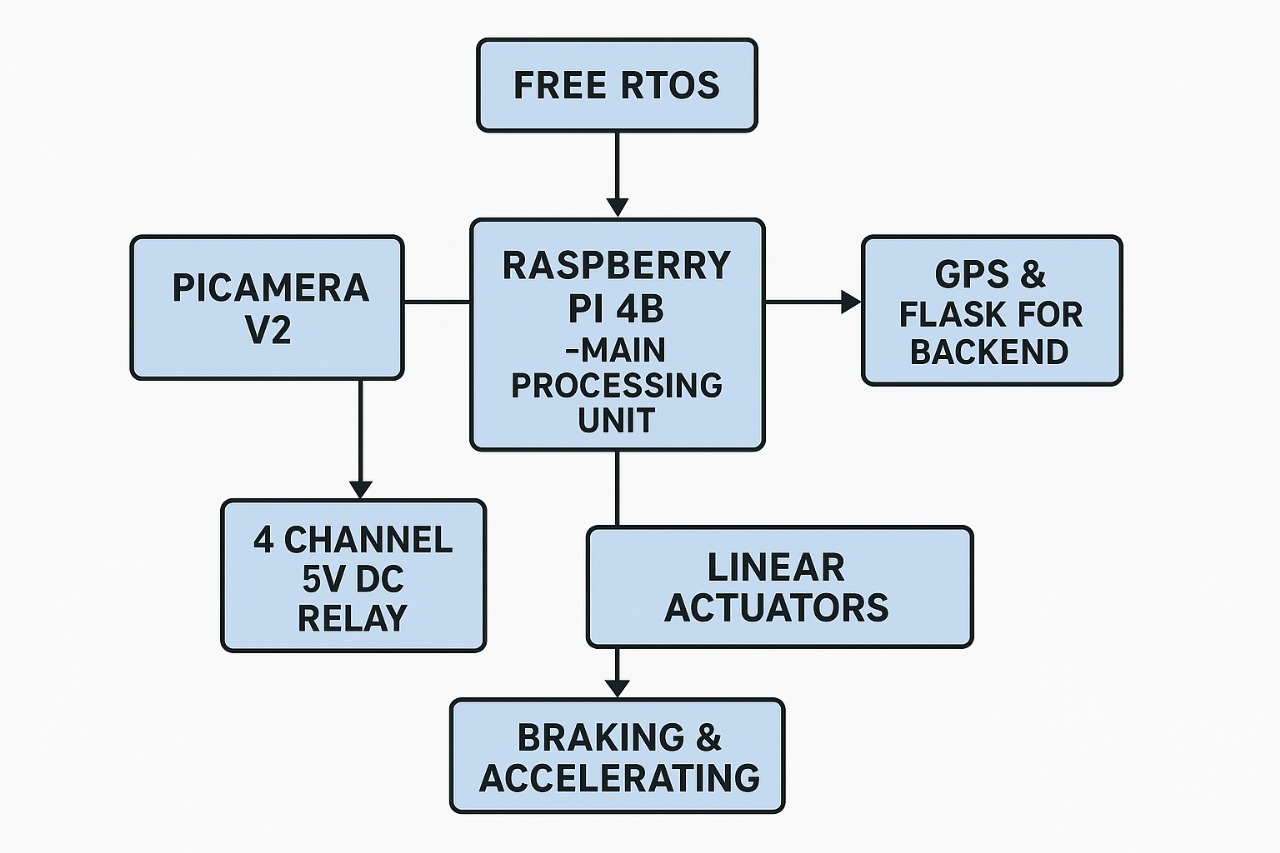 FREE RTOS
PICAMERA
V2
RASPBERRY
PI 4B
-MAIN
PROCESSING
UNIT
GPS &
FLASK FOR
BACKEND
4 CHANNEL
5V DC
RELAY
LINEAR
ACTUATORS
BRAKING &
ACCELERATING